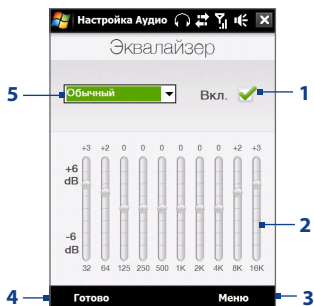 Настройка Аудио
Эквалайзер
5 Обычный Вкл. 1
+3 +2 0 0 0 0 0 0 +2 +3
+6
dB
2
-6
dB
32 64 125 250 500 1K 2K 4K 8K 16K
4 Готово Меню 3